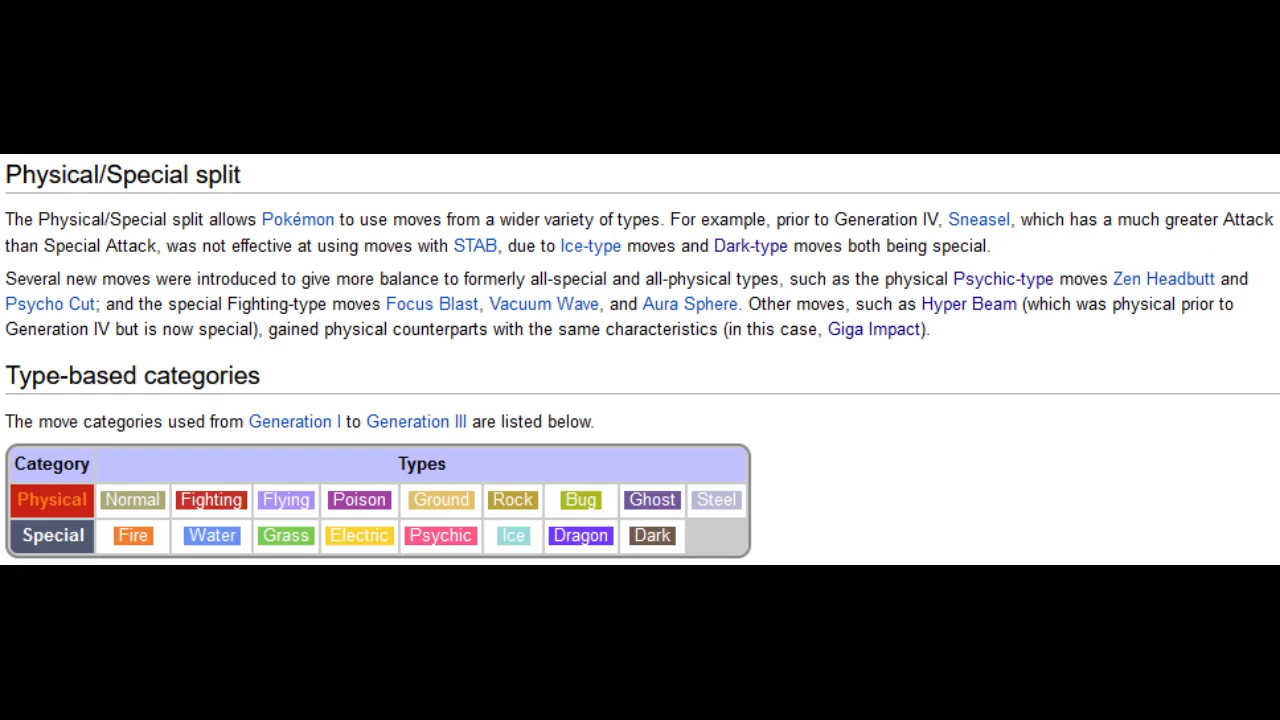 Physical/Special split
The Physical/Special split allows Pokémon to use moves from a wider variety of types. For example, prior to Generation IV, Sneasel, which has a much greater Attack
than Special Attack, was not effective at using moves with STAB, due to Ice-type moves and Dark-type moves both being special.
Several new moves were introduced to give more balance to formerly all-special and all-physical types, such as the physical Psychic-type moves Zen Headbutt and
Psycho Cut; and the special Fighting-type moves Focus Blast, Vacuum Wave, and Aura Sphere. Other moves, such as Hyper Beam (which was physical prior to
Generation IV but is now special), gained physical counterparts with the same characteristics (in this case, Giga Impact).
Type-based categories
The move categories used from Generation I to Generation III are listed below.
Category Types
Physical Normal Fighting Flying Poison Ground Rock Bug Ghost Steel
Special Fire Water Grass Electric Psychic Ice Dragon Dark